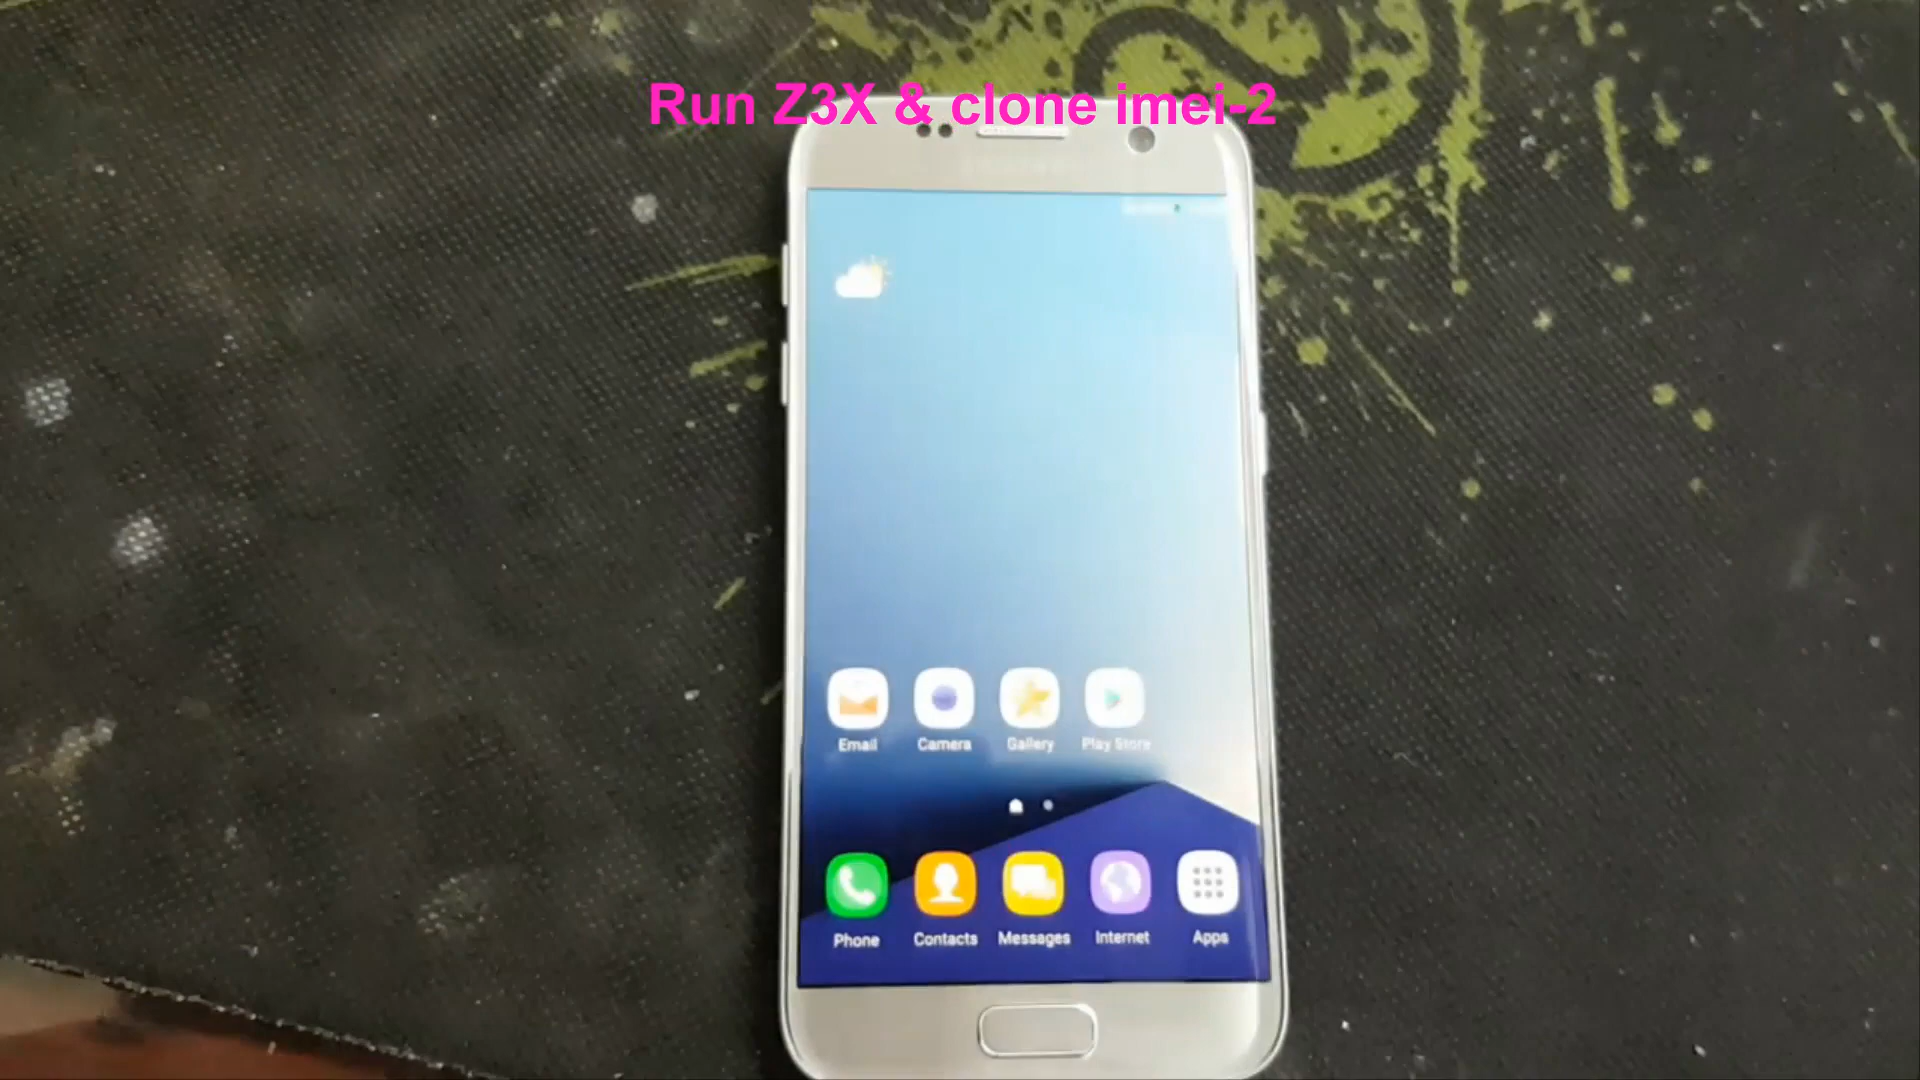 Run Z3X & clone imei-2
Email Camera Gallery Play Store
Phone Contacts Messages Internet Apps